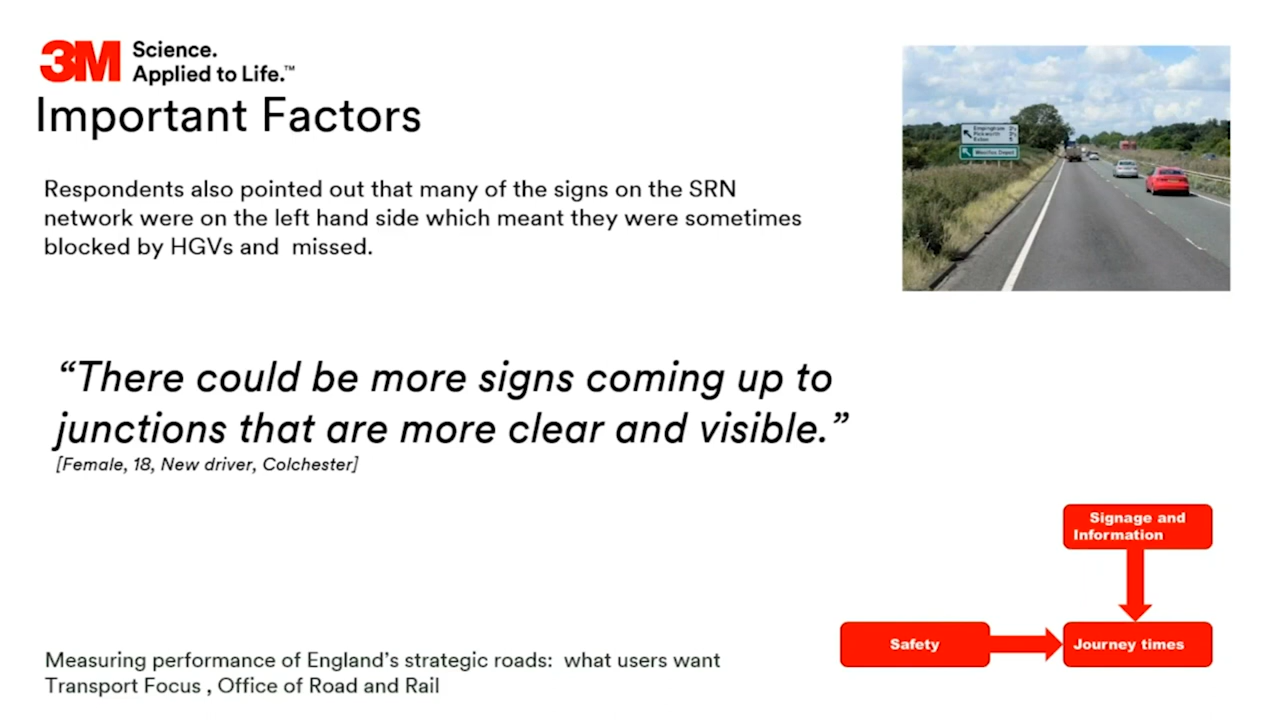 3M Science.
Applied to Life.™
Important Factors
Respondents also pointed out that many of the signs on the SRN
network were on the left hand side which meant they were sometimes
blocked by HGVs and  missed.
“There could be more signs coming up to
junctions that are more clear and visible.”
[Female, 18, New driver, Colchester]
Signage and
Information
Safety
Journey times
Measuring performance of England’s strategic roads:  what users want
Transport Focus , Office of Road and Rail